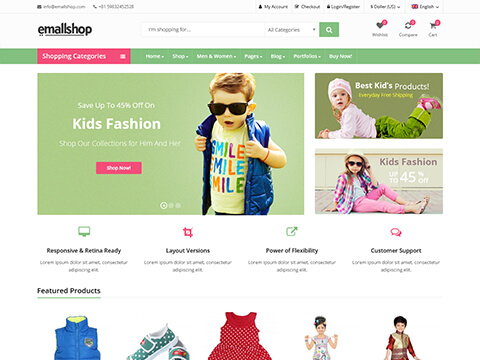 info@emallshop.com +91.59832452528 My Account Checkout Login/Register $ Dollar (US) English
emallshop
I'm shopping for... All Categories
Wishlist Compare Cart
Shopping Categories Home Shop Men & Women Pages Blog Portfolios Buy Now!
Save Up To 45% Off On
Kids Fashion
Shop Our Collections for Him And Her
Shop Now!
SMILE
SMILE
SMILE
SMILE
Best Kid's Products!
Everyday Free Shipping
Kids Fashion
UP TO 45 %
OFF
Responsive & Retina Ready
Lorem ipsum dolor sit amet, consectetur adipiscing elit.
Layout Versions
Lorem ipsum dolor sit amet, consectetur adipiscing elit.
Power of Flexibility
Lorem ipsum dolor sit amet, consectetur adipiscing elit.
Customer Support
Lorem ipsum dolor sit amet, consectetur adipiscing elit.
Featured Products